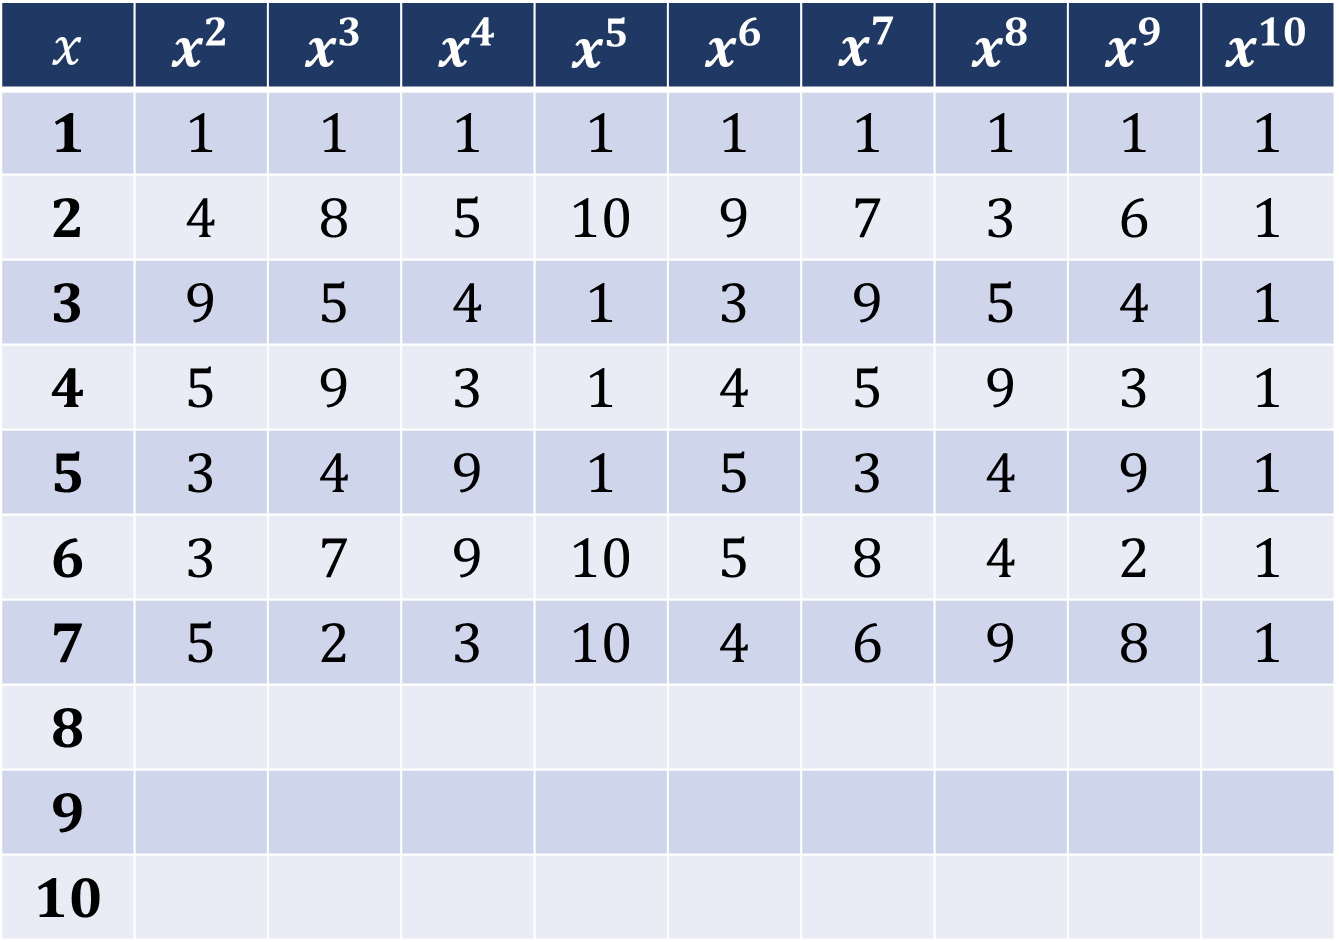 x x² x³ x⁴ x⁵ x⁶ x⁷ x⁸ x⁹ x¹⁰
1 1 1 1 1 1 1 1 1 1
2 4 8 5 10 9 7 3 6 1
3 9 5 4 1 3 9 5 4 1
4 5 9 3 1 4 5 9 3 1
5 3 4 9 1 5 3 4 9 1
6 3 7 9 10 5 8 4 2 1
7 5 2 3 10 4 6 9 8 1
8
9
10